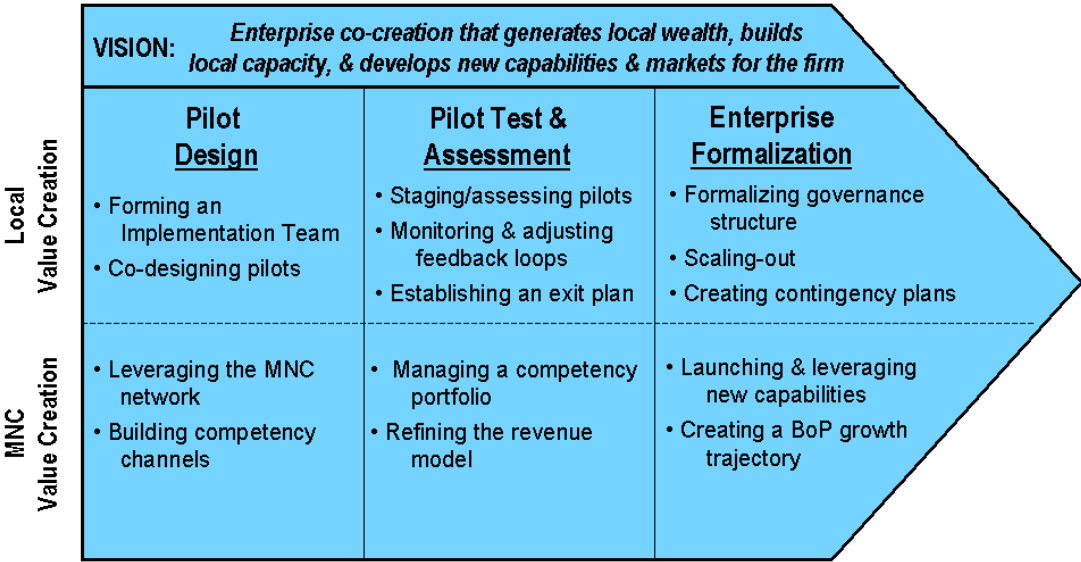 VISION:
Enterprise co-creation that generates local wealth, builds
local capacity, & develops new capabilities & markets for the firm
Local
Value Creation
Pilot
Design
• Forming an
Implementation Team
• Co-designing pilots
Pilot Test &
Assessment
• Staging/assessing pilots
• Monitoring & adjusting
feedback loops
• Establishing an exit plan
Enterprise
Formalization
• Formalizing governance
structure
• Scaling-out
• Creating contingency plans
MNC
Value Creation
• Leveraging the MNC
network
• Building competency
channels
• Managing a competency
portfolio
• Refining the revenue
model
• Launching & leveraging
new capabilities
• Creating a BoP growth
trajectory